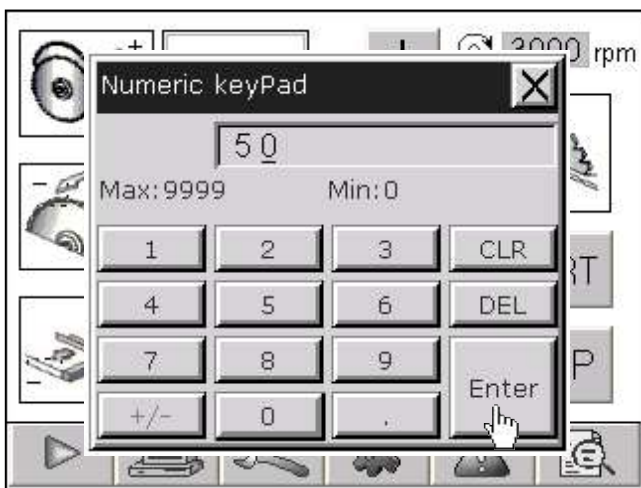 3000 rpm
Numeric keyPad X
50
Max:9999 Min:0
1 2 3 CLR
4 5 6 DEL
7 8 9
Enter
+/- 0 .